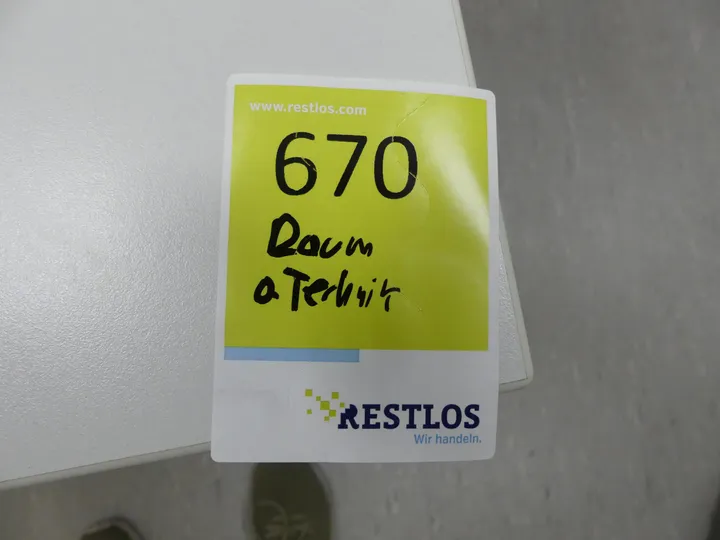 www.restlos.com
670
Raum
o Technik
RESTLOS
Wir handeln.